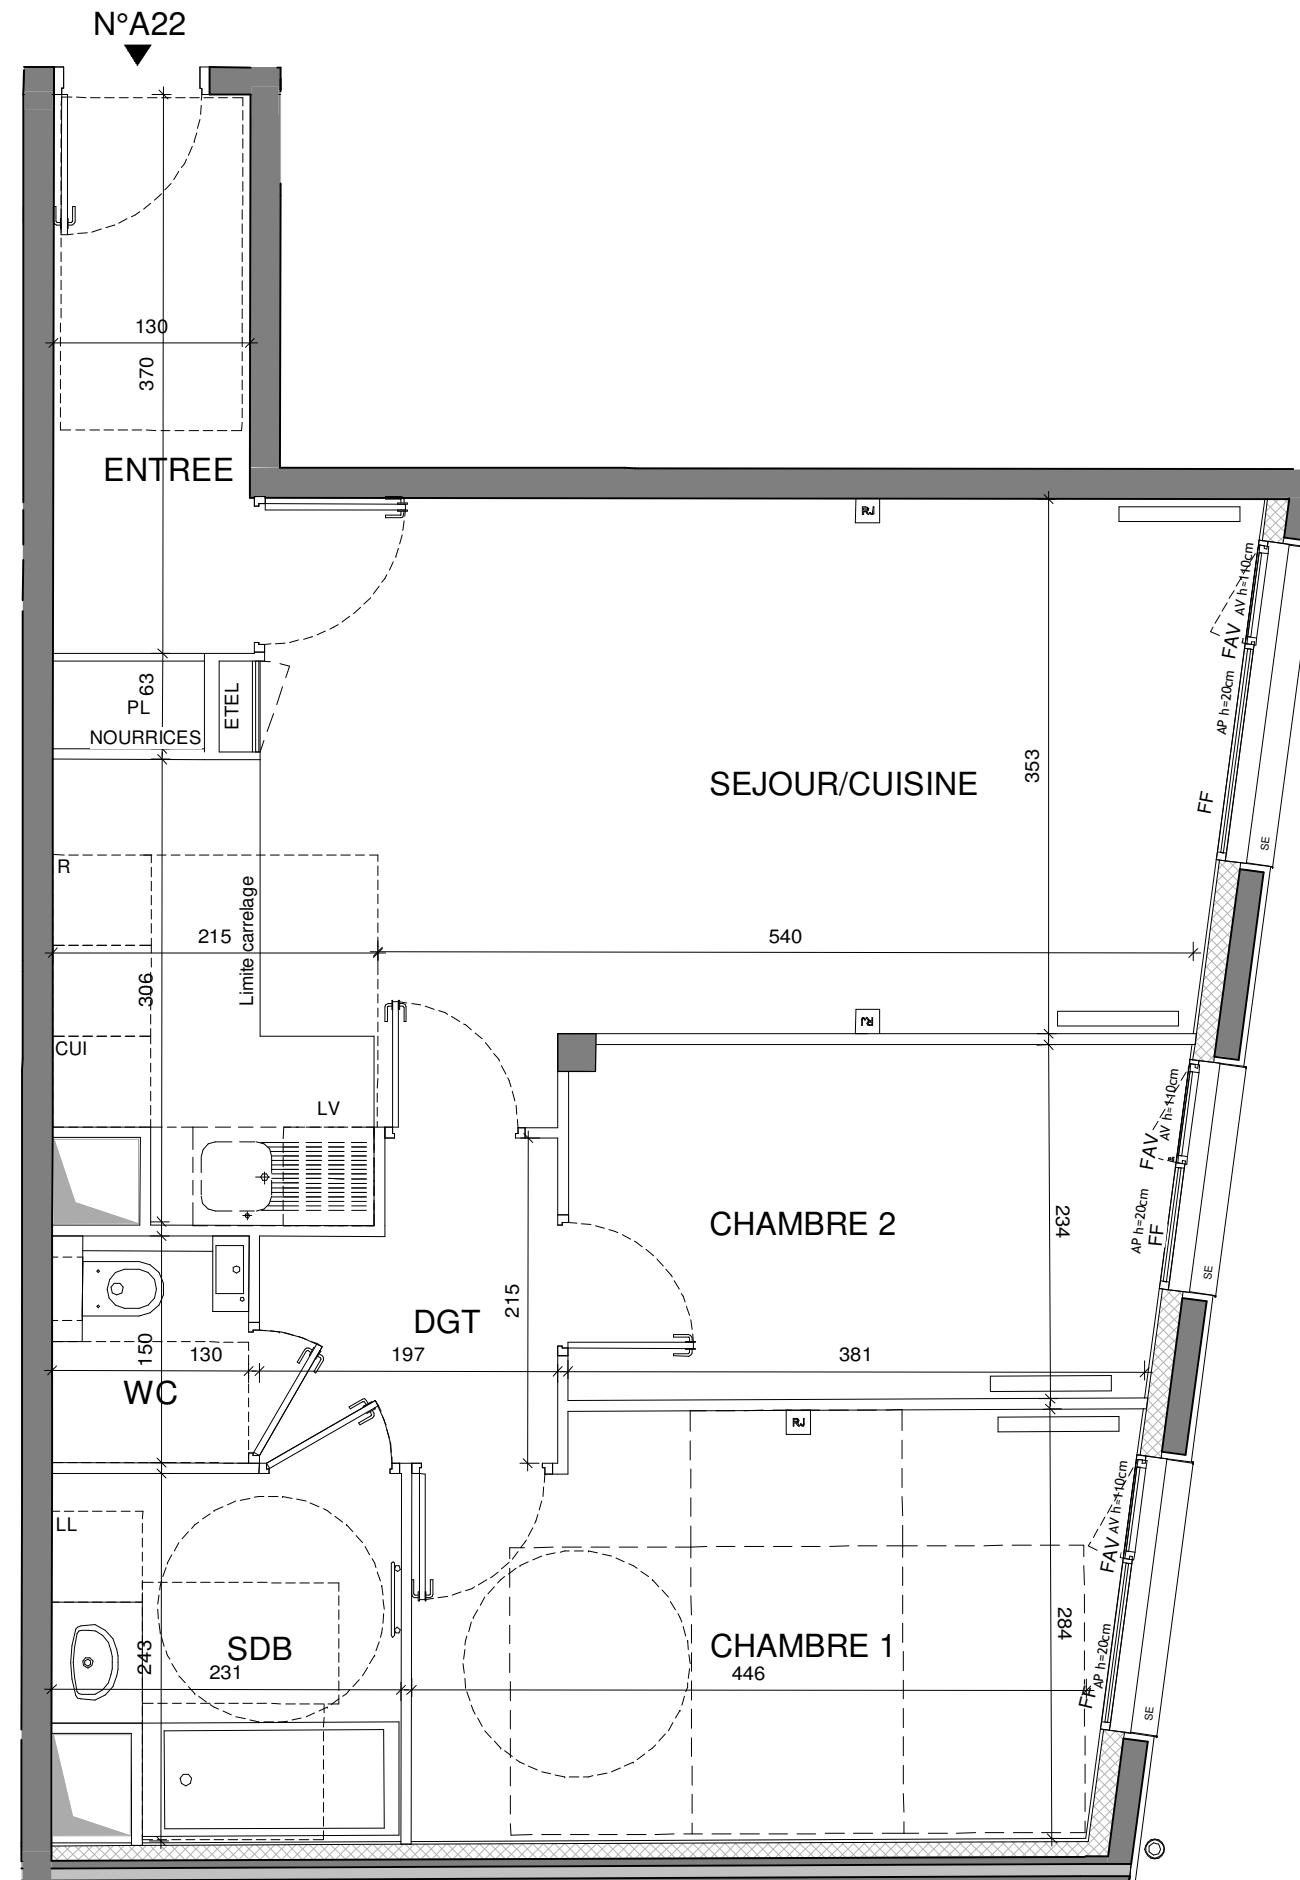 N°A22
130
370
ENTREE
RJ
AV h=110cm
FAV
63
PL
ETEL
NOURRICES
AP h=20cm
353
SEJOUR/CUISINE
FF
SE
R
Limite carrelage
215
540
306
RJ
CUI
LV
AV h=110cm
FAV
CHAMBRE 2
234
AP h=20cm
FF
SE
215
DGT
150
130
197
381
WC
RJ
AV h=110cm
FAV
LL
284
243
SDB
231
CHAMBRE 1
446
AP h=20cm
FF
SE